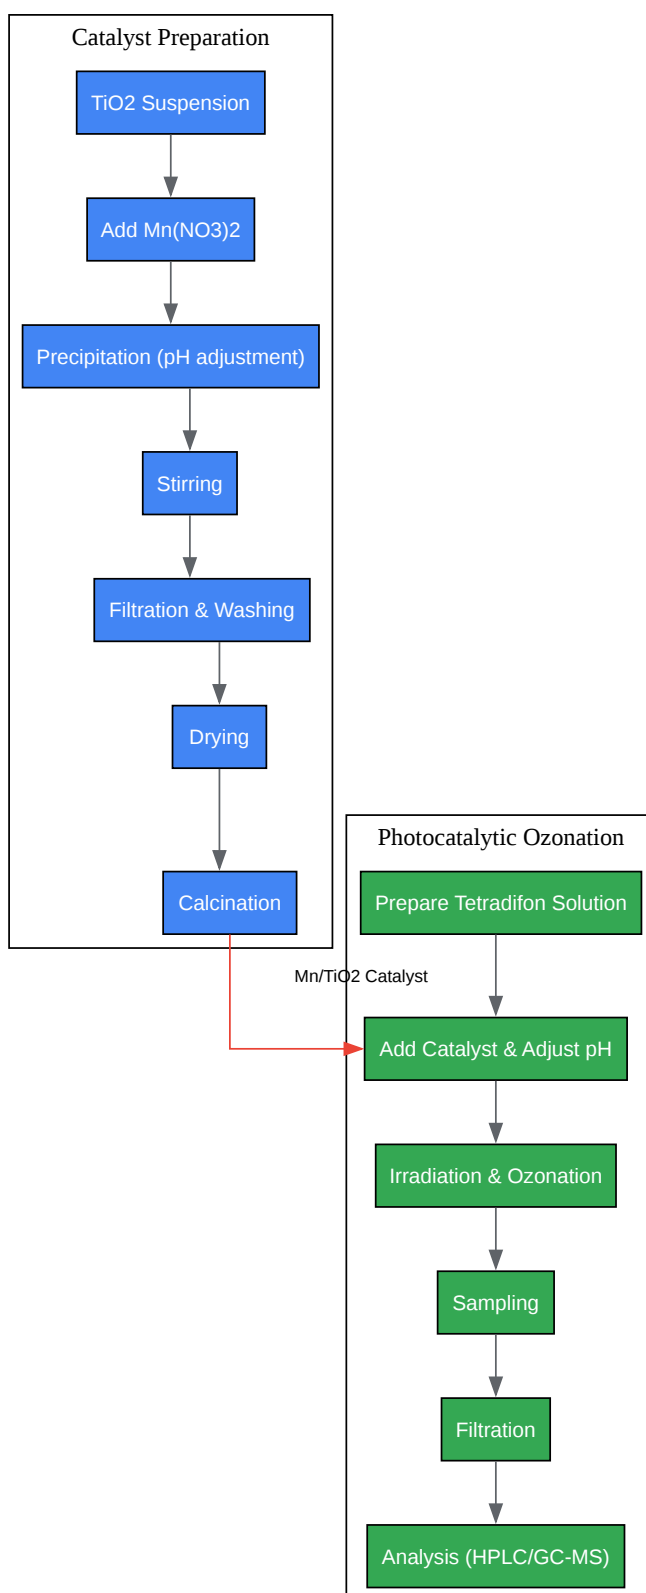 Catalyst Preparation
TiO2 Suspension
Add Mn(NO3)2
Precipitation (pH adjustment)
Stirring
Filtration & Washing
Drying
Calcination
Mn/TiO2 Catalyst
Photocatalytic Ozonation
Prepare Tetradifon Solution
Add Catalyst & Adjust pH
Irradiation & Ozonation
Sampling
Filtration
Analysis (HPLC/GC-MS)